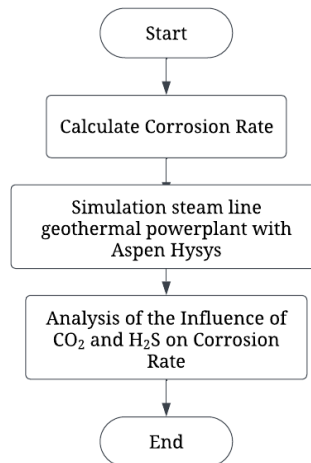 Start
Calculate Corrosion Rate
Simulation steam line
geothermal powerplant with
Aspen Hysys
Analysis of the Influence of
CO₂ and H₂S on Corrosion
Rate
End